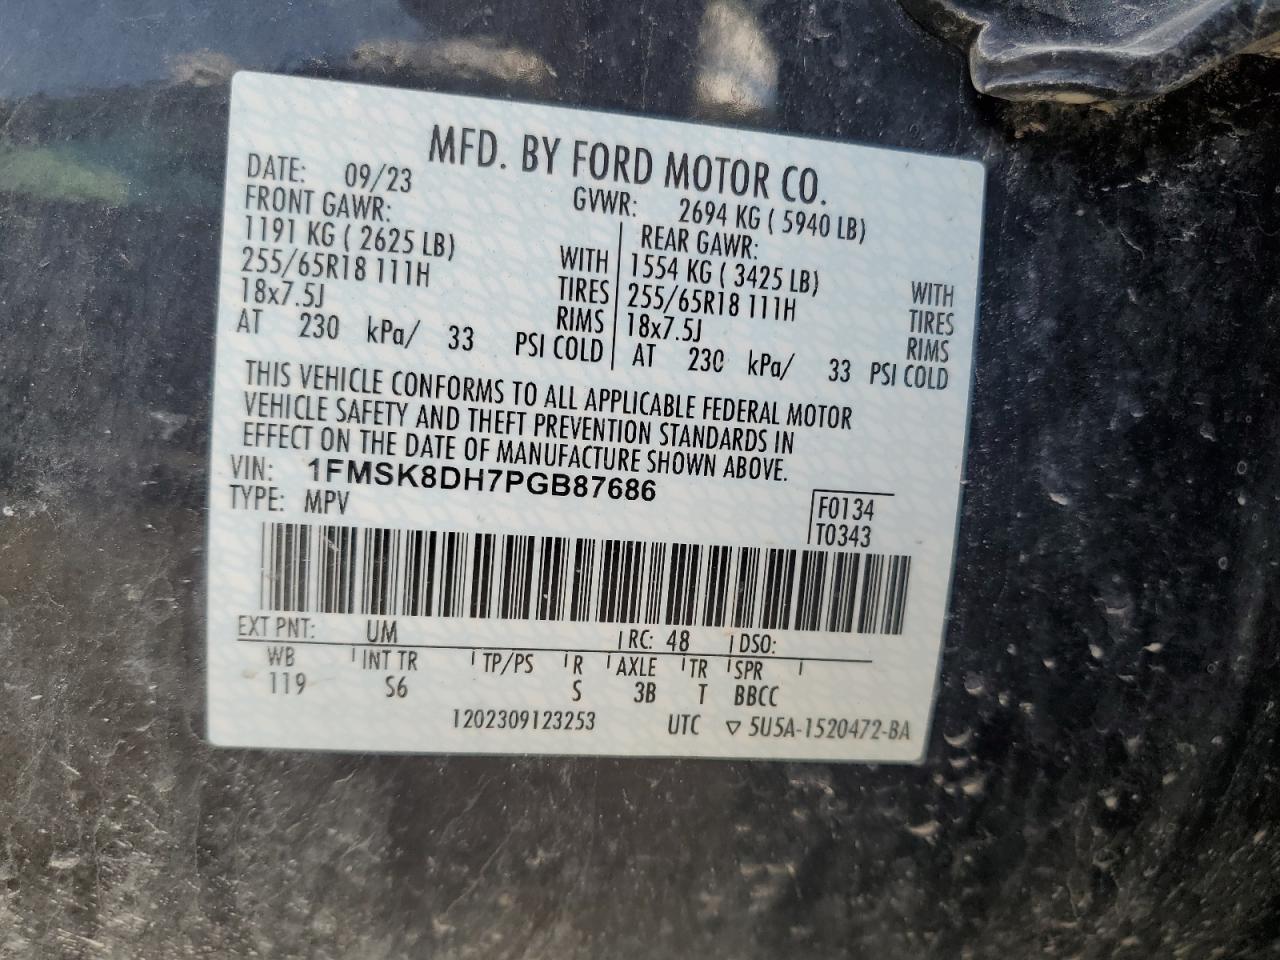 MFD. BY FORD MOTOR CO.
DATE: 09/23 GVWR: 2694 KG ( 5940 LB)
FRONT GAWR: REAR GAWR:
1191 KG ( 2625 LB) WITH 1554 KG ( 3425 LB) WITH
255/65R18 111H TIRES 255/65R18 111H TIRES
18x7.5J RIMS 18x7.5J RIMS
AT 230 kPa/ 33 PSI COLD AT 230 kPa/ 33 PSI COLD
THIS VEHICLE CONFORMS TO ALL APPLICABLE FEDERAL MOTOR
VEHICLE SAFETY AND THEFT PREVENTION STANDARDS IN
EFFECT ON THE DATE OF MANUFACTURE SHOWN ABOVE.
VIN: 1FMSK8DH7PGB87686
TYPE: MPV
F0134
T0343
EXT PNT: UM RC: 48 DSO:
WB INT TR TP/PS R AXLE TR SPR
119 S6 S 3B T BBCC
1202309123253 UTC ▽ 5U5A-1520472-BA